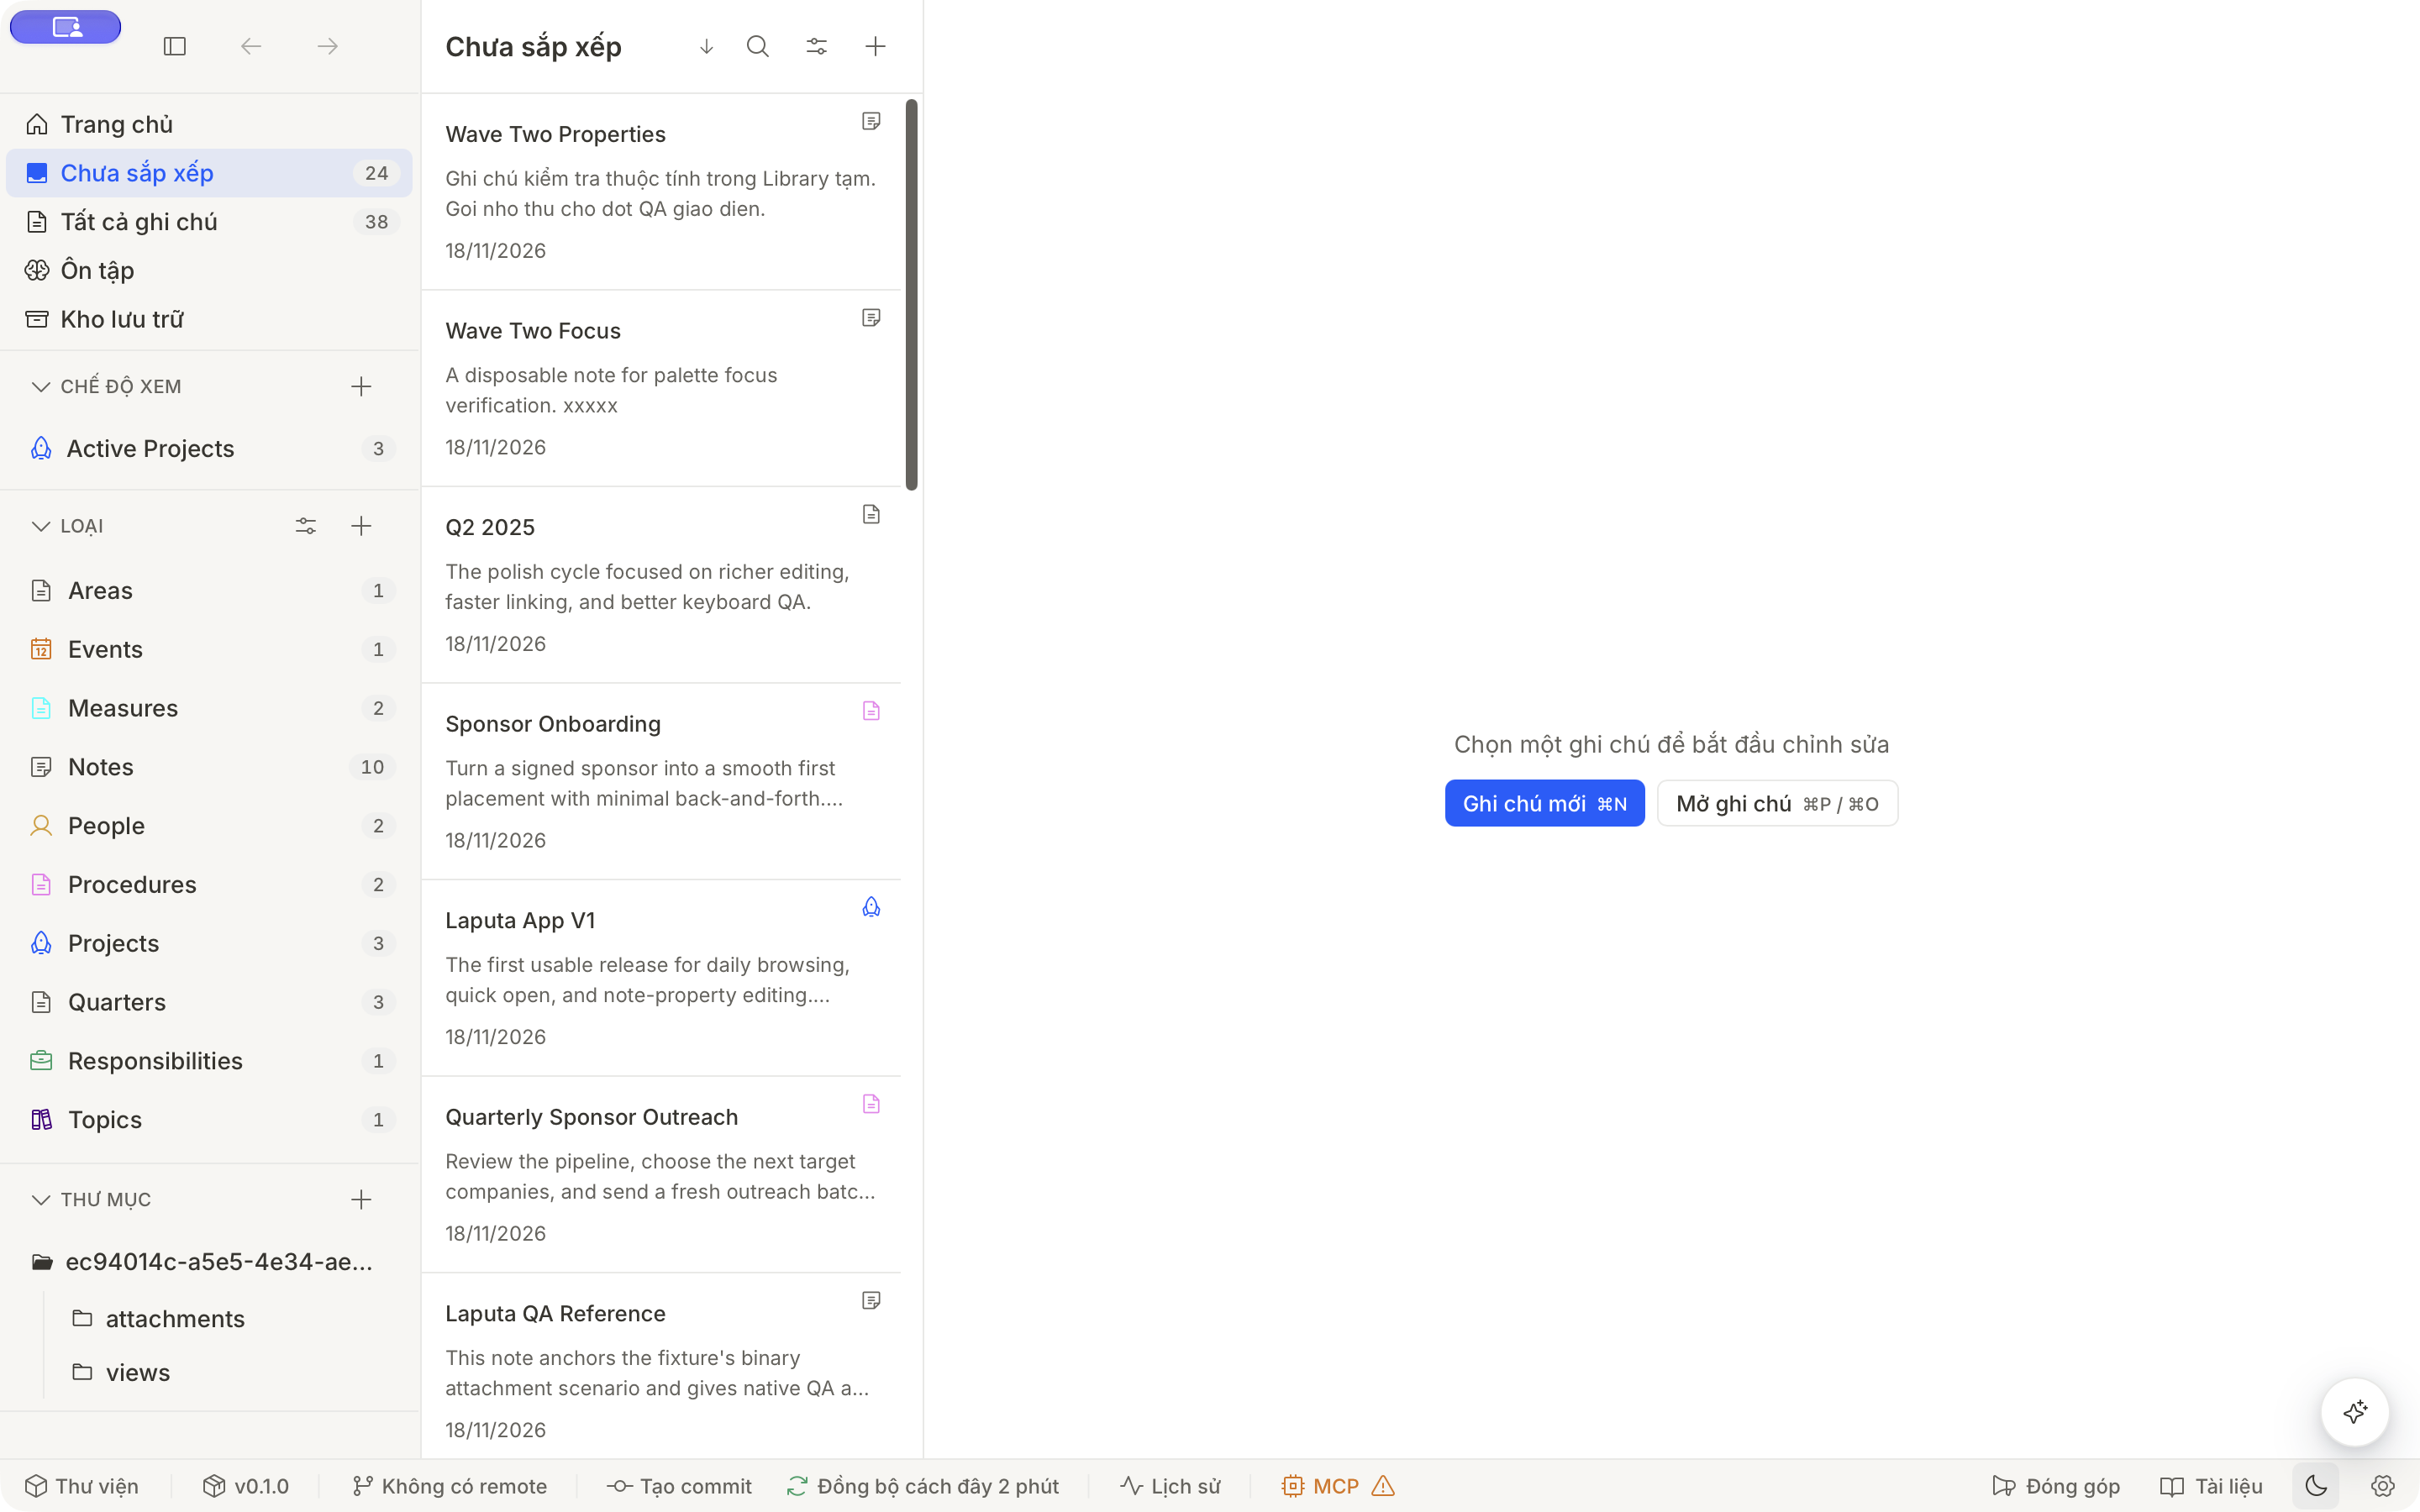 Chưa sắp xếp
Trang chủ
Chưa sắp xếp 24
Tất cả ghi chú 38
Ôn tập
Kho lưu trữ
CHẾ ĐỘ XEM
Active Projects 3
LOẠI
Areas 1
Events 1
Measures 2
Notes 10
People 2
Procedures 2
Projects 3
Quarters 3
Responsibilities 1
Topics 1
THƯ MỤC
ec94014c-a5e5-4e34-ae...
attachments
views
Wave Two Properties
Ghi chú kiểm tra thuộc tính trong Library tạm.
Goi nho thu cho dot QA giao dien.
18/11/2026
Wave Two Focus
A disposable note for palette focus
verification. xxxxx
18/11/2026
Q2 2025
The polish cycle focused on richer editing,
faster linking, and better keyboard QA.
18/11/2026
Sponsor Onboarding
Turn a signed sponsor into a smooth first
placement with minimal back-and-forth....
18/11/2026
Laputa App V1
The first usable release for daily browsing,
quick open, and note-property editing....
18/11/2026
Quarterly Sponsor Outreach
Review the pipeline, choose the next target
companies, and send a fresh outreach batc...
18/11/2026
Laputa QA Reference
This note anchors the fixture's binary
attachment scenario and gives native QA a...
18/11/2026
Chọn một ghi chú để bắt đầu chỉnh sửa
Ghi chú mới ⌘N Mở ghi chú ⌘P / ⌘O
Thư viện v0.1.0 Không có remote Tạo commit Đồng bộ cách đây 2 phút Lịch sử MCP Đóng góp Tài liệu